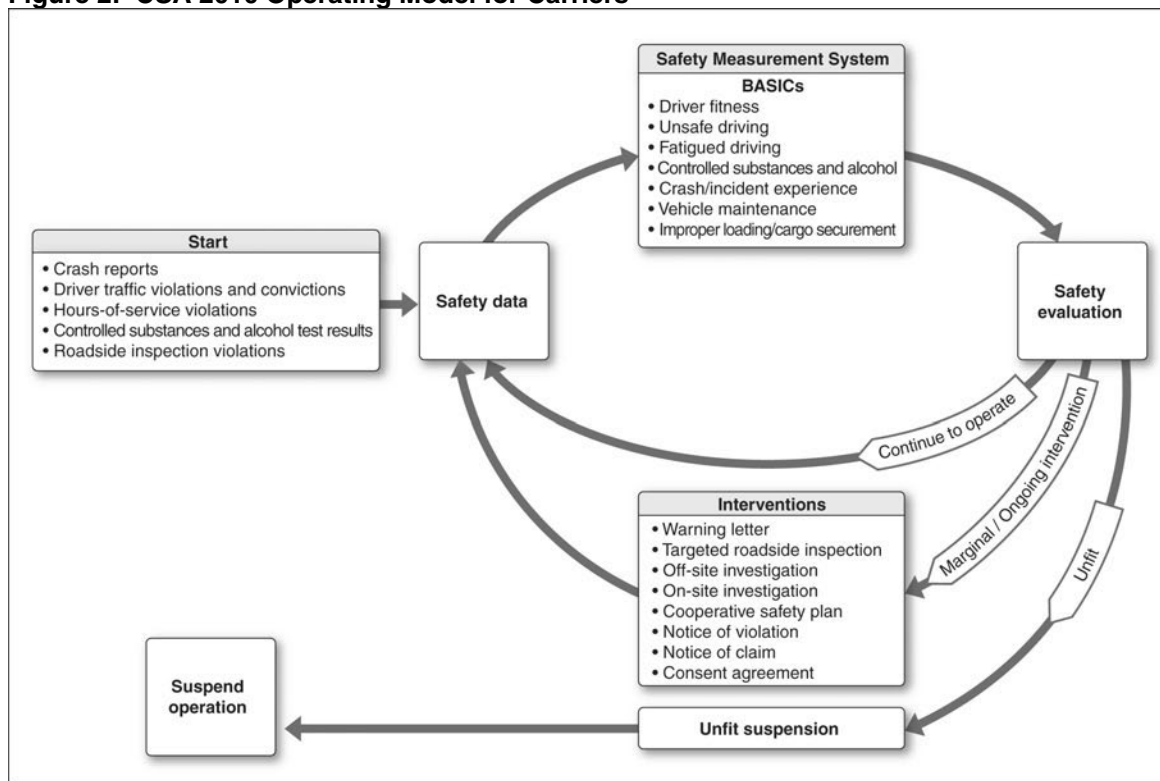 Figure 2: CSA 2010 Operating Model for Carriers
Safety Measurement System
BASICs
• Driver fitness
• Unsafe driving
• Fatigued driving
• Controlled substances and alcohol
• Crash/incident experience
• Vehicle maintenance
• Improper loading/cargo securement
Start
• Crash reports
• Driver traffic violations and convictions
• Hours-of-service violations
• Controlled substances and alcohol test results
• Roadside inspection violations
Safety data
Safety
evaluation
Continue to operate
Marginal / Ongoing intervention
Unfit
Interventions
• Warning letter
• Targeted roadside inspection
• Off-site investigation
• On-site investigation
• Cooperative safety plan
• Notice of violation
• Notice of claim
• Consent agreement
Suspend
operation
Unfit suspension